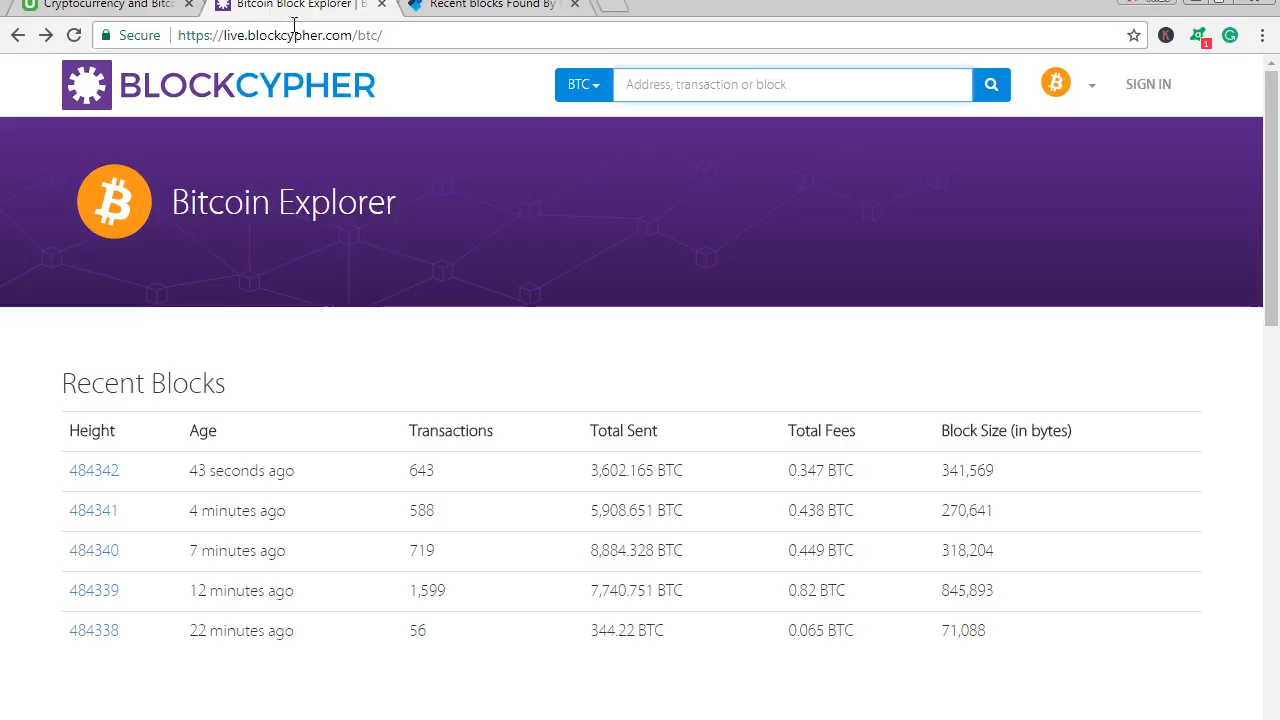 Cryptocurrency and Bitc
Bitcoin Block Explorer | B
Recent blocks Found By
Secure https://live.blockcypher.com/btc/
1
BLOCKCYPHER
BTC Address, transaction or block SIGN IN
Bitcoin Explorer
Recent Blocks
Height Age Transactions Total Sent Total Fees Block Size (in bytes)
484342 43 seconds ago 643 3,602.165 BTC 0.347 BTC 341,569
484341 4 minutes ago 588 5,908.651 BTC 0.438 BTC 270,641
484340 7 minutes ago 719 8,884.328 BTC 0.449 BTC 318,204
484339 12 minutes ago 1,599 7,740.751 BTC 0.82 BTC 845,893
484338 22 minutes ago 56 344.22 BTC 0.065 BTC 71,088